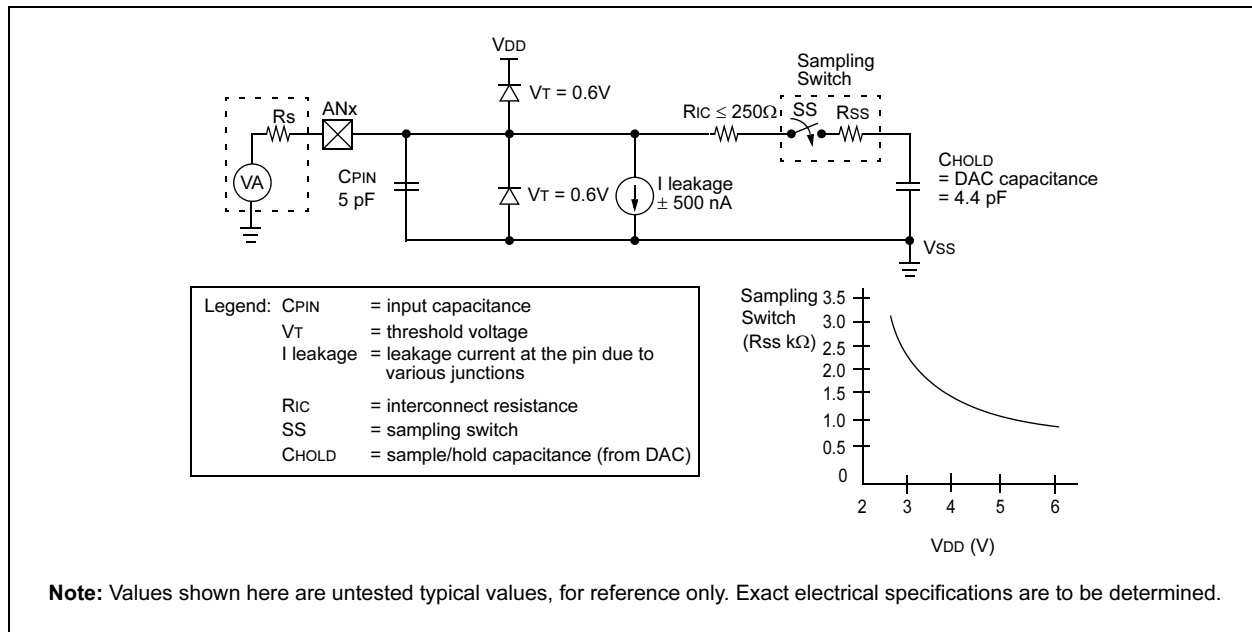 VDD
Sampling
Switch
VT = 0.6V
RIC ≤ 250Ω
SS
RSS
Rs
ANx
CHOLD
= DAC capacitance
= 4.4 pF
VA
CPIN
5 pF
VT = 0.6V
I leakage
± 500 nA
VSS
Legend: CPIN = input capacitance
VT = threshold voltage
I leakage = leakage current at the pin due to
various junctions
RIC = interconnect resistance
SS = sampling switch
CHOLD = sample/hold capacitance (from DAC)
Sampling
Switch
(Rss kΩ)
3.5
3.0
2.5
2.0
1.5
1.0
0.5
0
2 3 4 5 6
VDD (V)
Note: Values shown here are untested typical values, for reference only. Exact electrical specifications are to be determined.